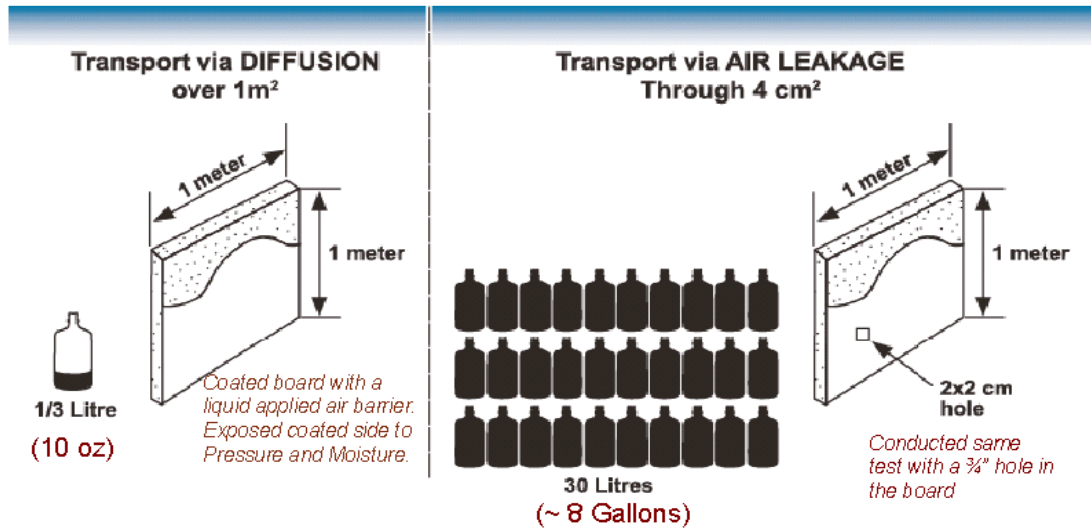 Transport via DIFFUSION
over 1m²
1 meter
1 meter
1/3 Litre
(10 oz)
Coated board with a
liquid applied air barrier.
Exposed coated side to
Pressure and Moisture.
Transport via AIR LEAKAGE
Through 4 cm²
1 meter
1 meter
2x2 cm
hole
30 Litres
(~ 8 Gallons)
Conducted same
test with a ¾" hole in
the board